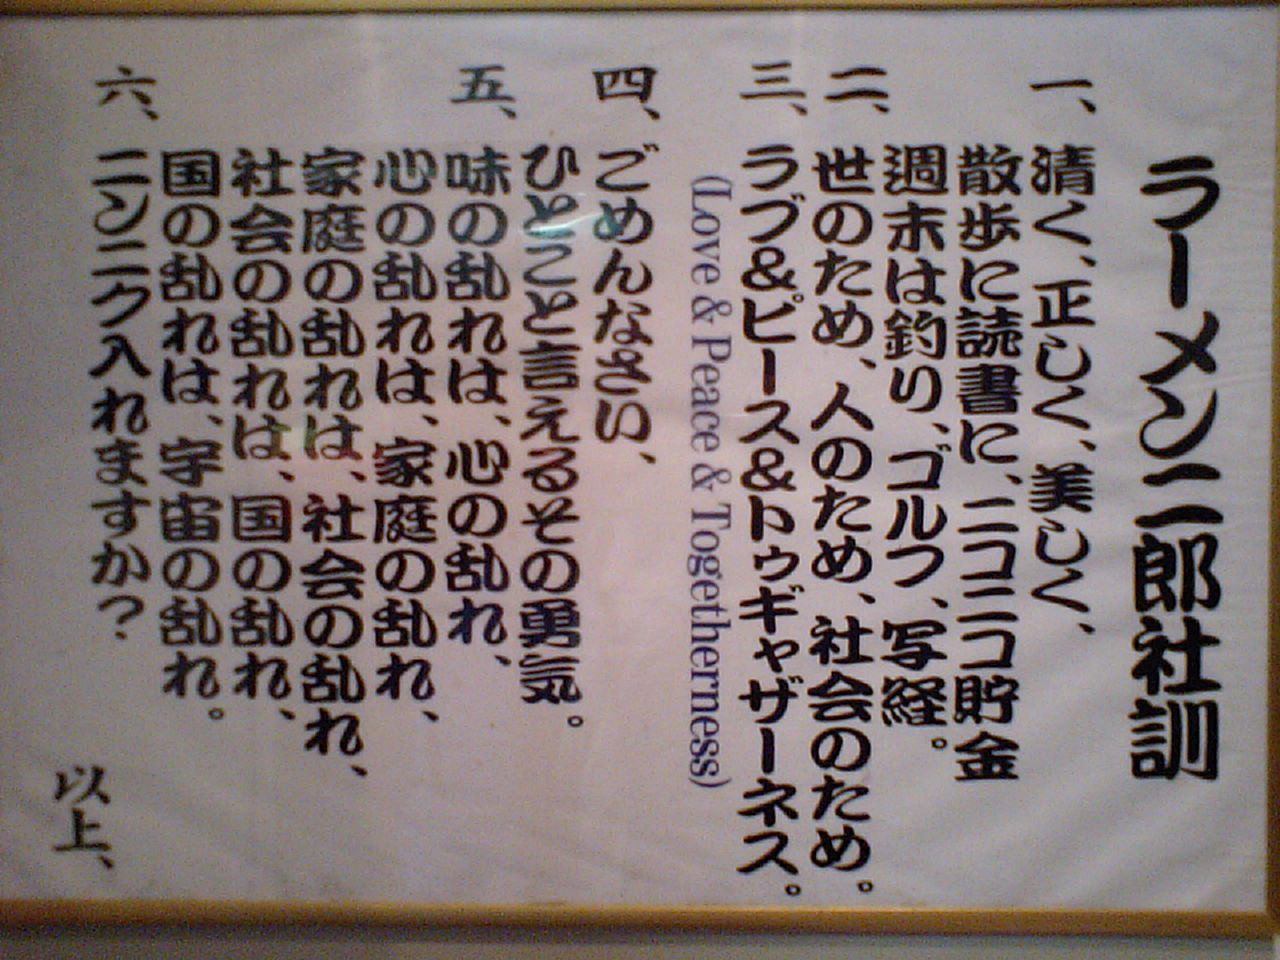 ラーメン二郎社訓
一、清く、正しく、美しく、
散歩に読書に、ニコニコ貯金
週末は釣り、ゴルフ、写経。
二、世のため、人のため、社会のため。
三、ラブ&ピース&トゥギャザーネス。
(Love & Peace & Togetherness)
四、ごめんなさい、
ひとこと言えるその勇気。
五、味の乱れは、心の乱れ、
心の乱れは、家庭の乱れ、
家庭の乱れは、社会の乱れ、
社会の乱れは、国の乱れ、
国の乱れは、宇宙の乱れ。
六、ニンニク入れますか?
以上、